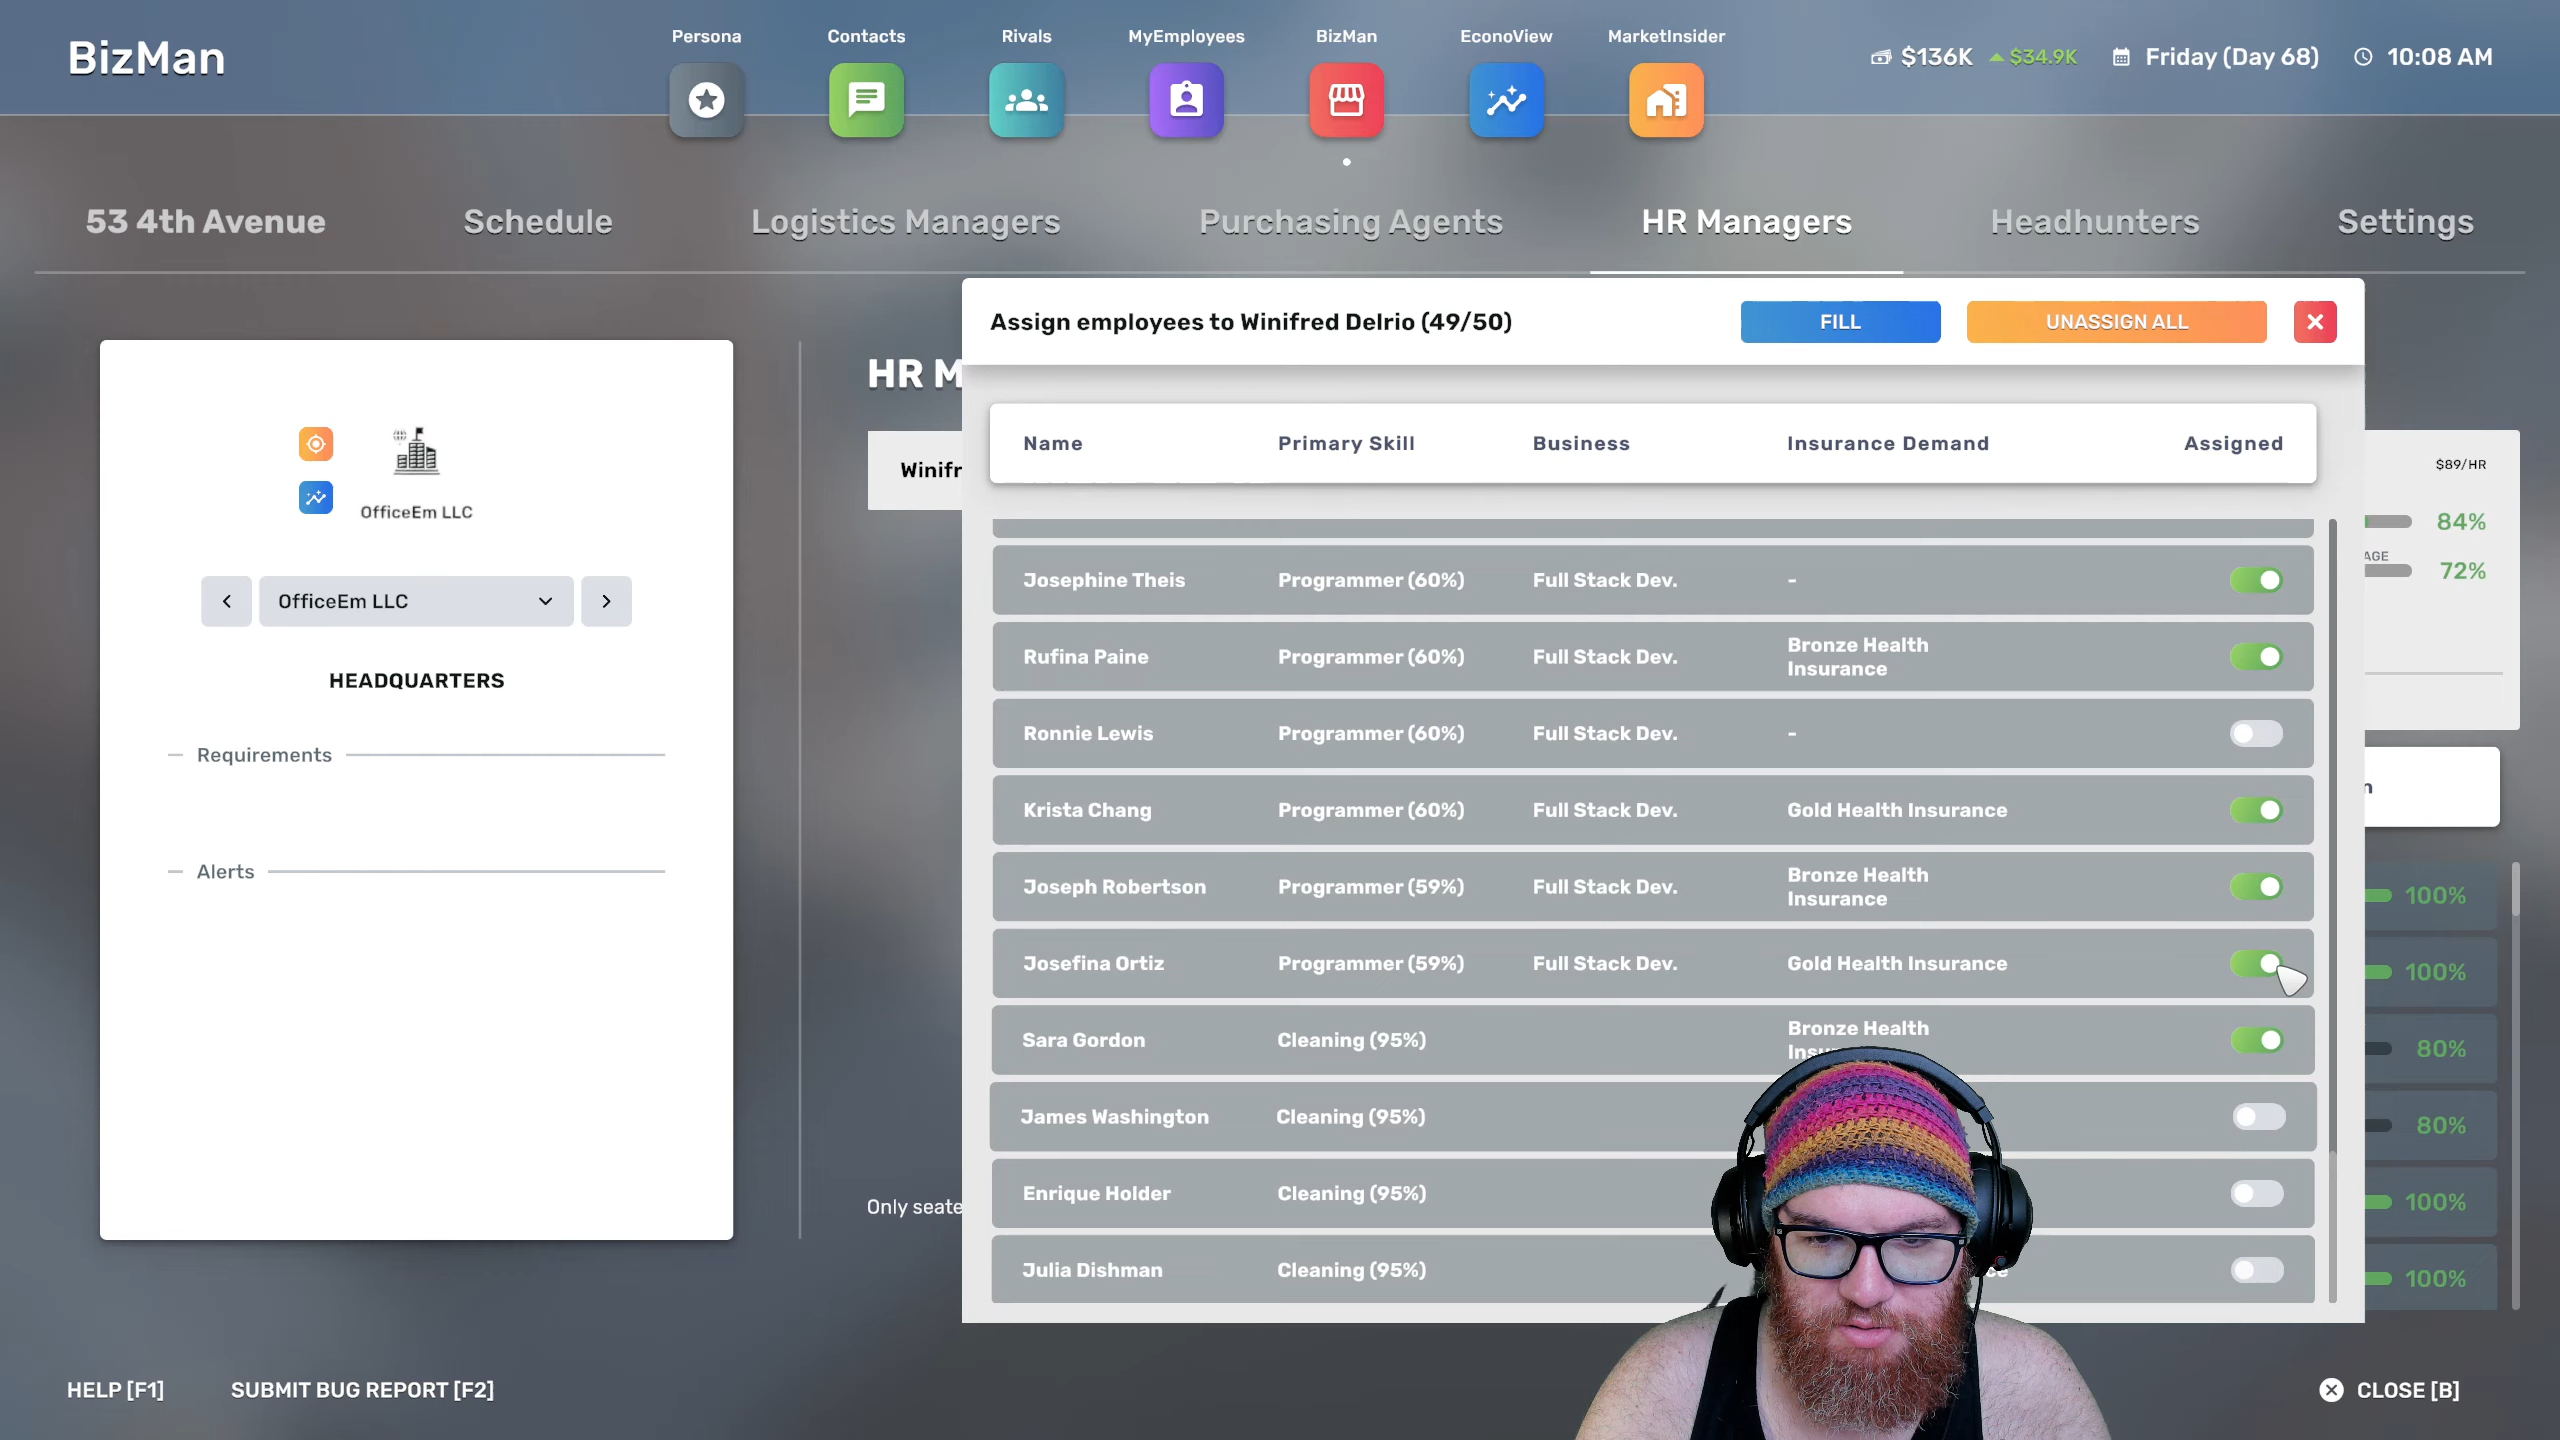 BizMan
Persona
Contacts
Rivals
MyEmployees
BizMan
EconoView
MarketInsider
$136K
$34.9K
Friday (Day 68)
10:08 AM
53 4th Avenue
Schedule
Logistics Managers
Purchasing Agents
HR Managers
Headhunters
Settings
OfficeEm LLC
OfficeEm LLC
HEADQUARTERS
Requirements
Alerts
HR M
Winifr
Only seate
Assign employees to Winifred Delrio (49/50)
FILL
UNASSIGN ALL
Name
Primary Skill
Business
Insurance Demand
Assigned
Josephine Theis
Programmer (60%)
Full Stack Dev.
-
Rufina Paine
Programmer (60%)
Full Stack Dev.
Bronze Health
Insurance
Ronnie Lewis
Programmer (60%)
Full Stack Dev.
-
Krista Chang
Programmer (60%)
Full Stack Dev.
Gold Health Insurance
Joseph Robertson
Programmer (59%)
Full Stack Dev.
Bronze Health
Insurance
Josefina Ortiz
Programmer (59%)
Full Stack Dev.
Gold Health Insurance
Sara Gordon
Cleaning (95%)
Bronze Health
James Washington
Cleaning (95%)
Enrique Holder
Cleaning (95%)
Julia Dishman
Cleaning (95%)
$89/HR
84%
AGE
72%
n
100%
100%
80%
80%
100%
100%
HELP [F1]
SUBMIT BUG REPORT [F2]
CLOSE [B]